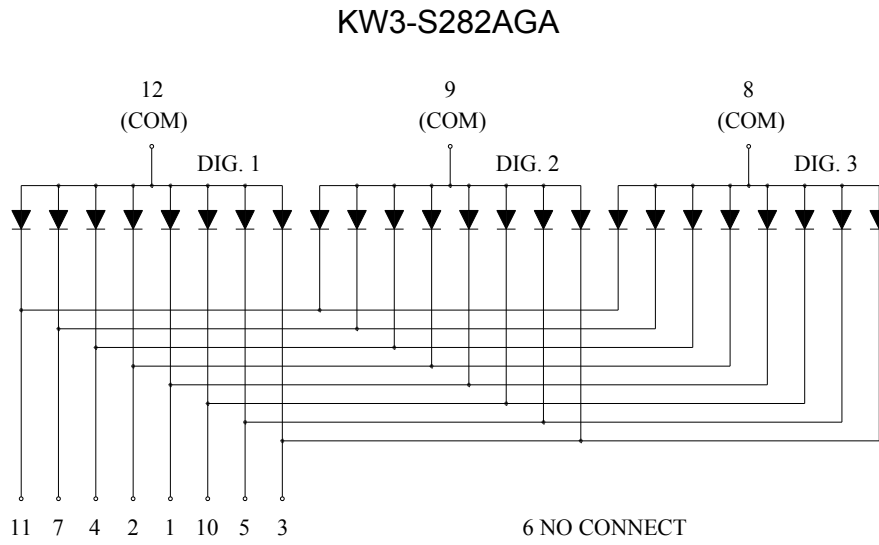 KW3-S282AGA
12 9 8
(COM) (COM) (COM)
DIG. 1 DIG. 2 DIG. 3
11 7 4 2 1 10 5 3 6 NO CONNECT